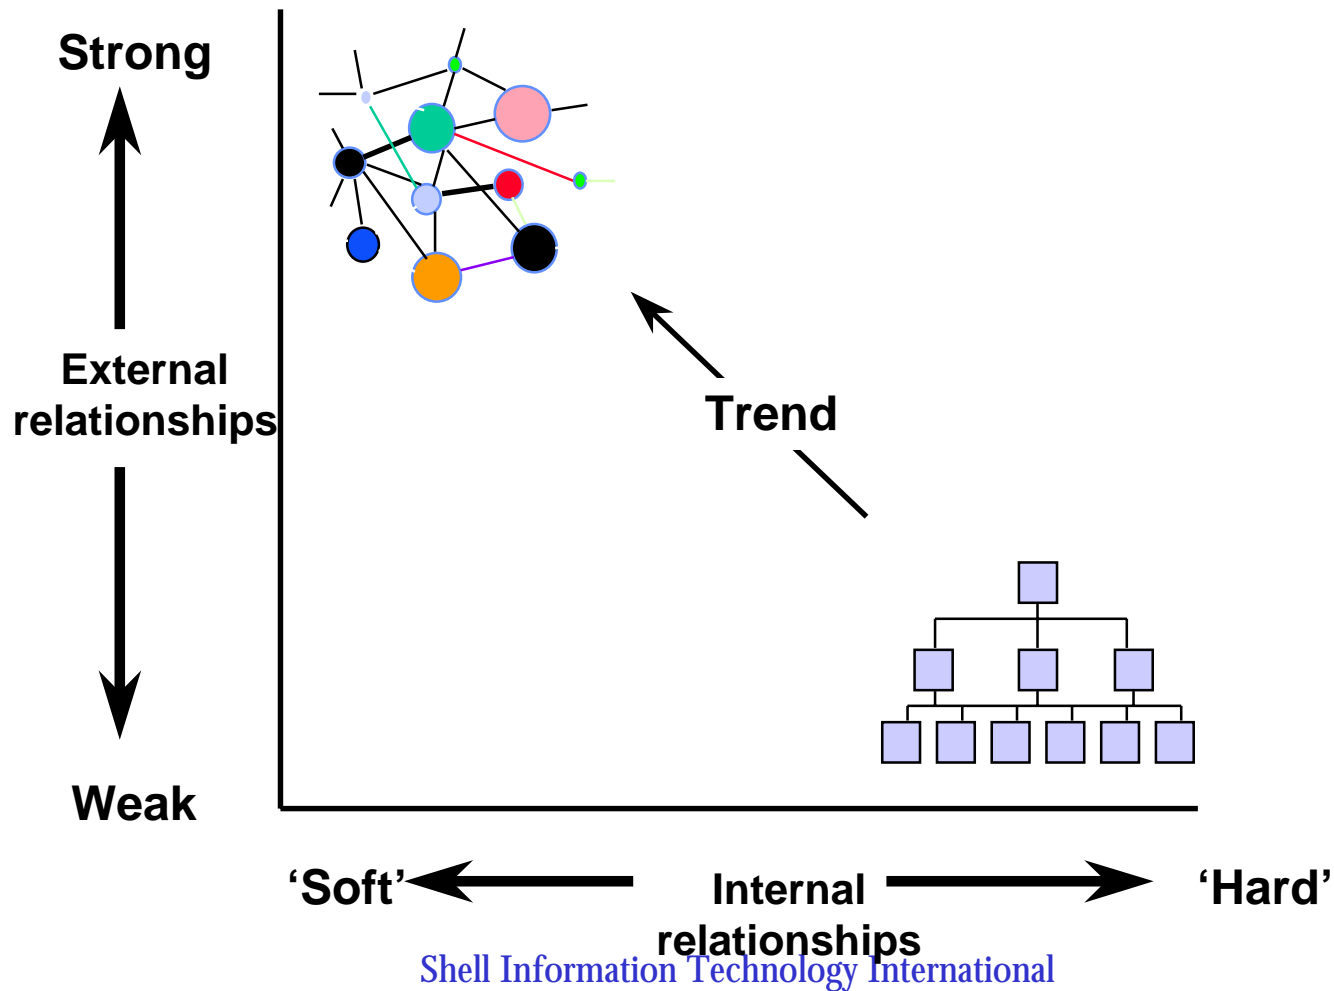 Strong
External
relationships
Trend
Weak
‘Soft’
Internal
relationships
‘Hard’
Shell Information Technology International